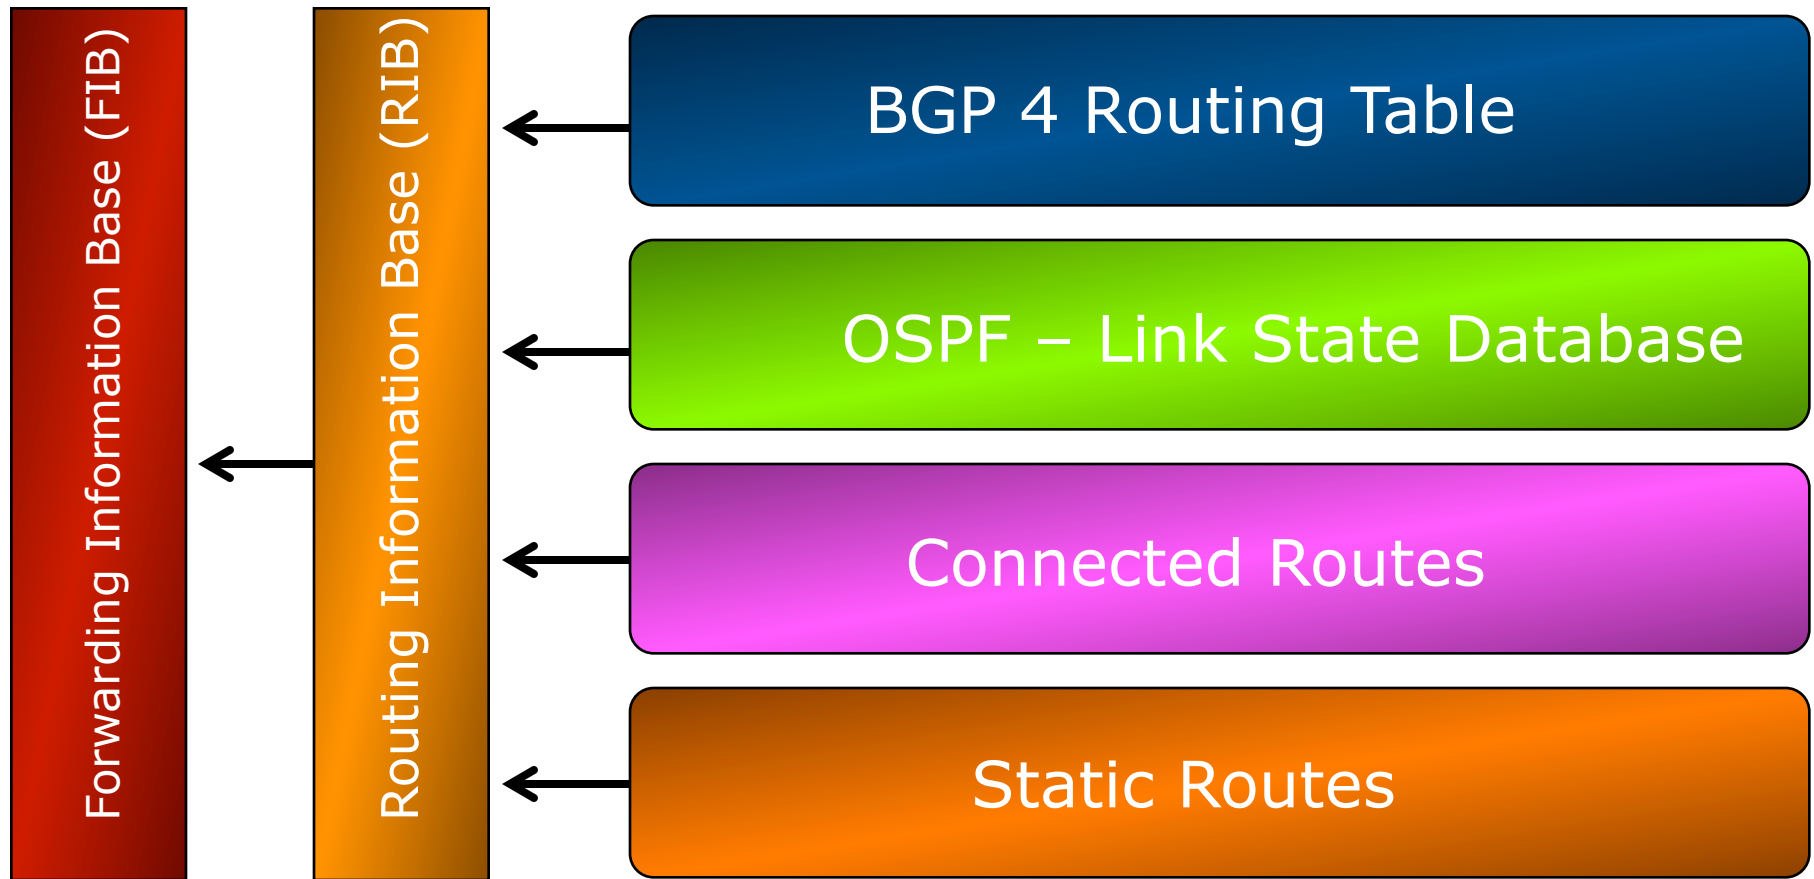 Forwarding Information Base (FIB)
Routing Information Base (RIB)
BGP 4 Routing Table
OSPF – Link State Database
Connected Routes
Static Routes